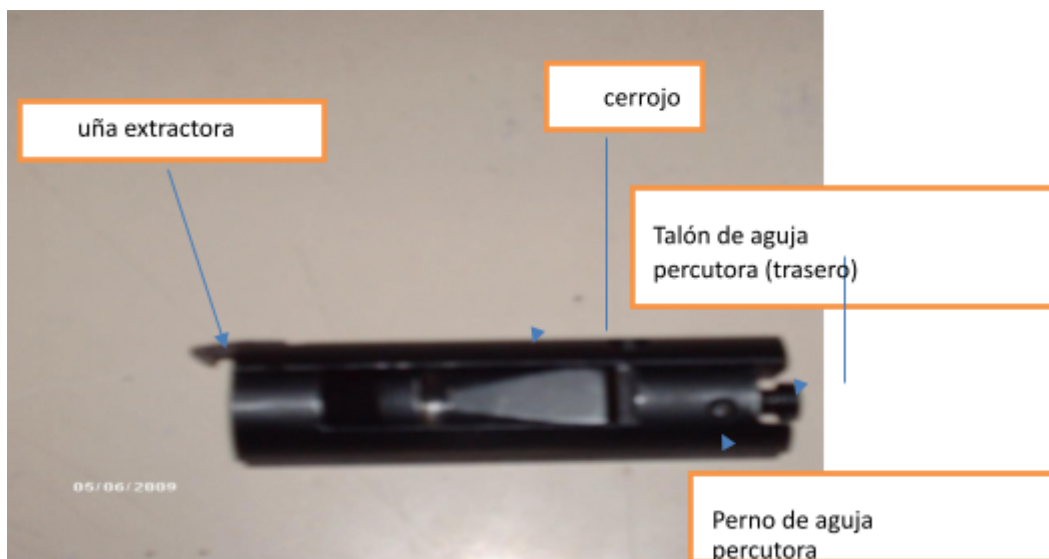 cerrojo
uña extractora
Talón de aguja
percutora (trasero)
05/06/2009
Perno de aguja
percutora